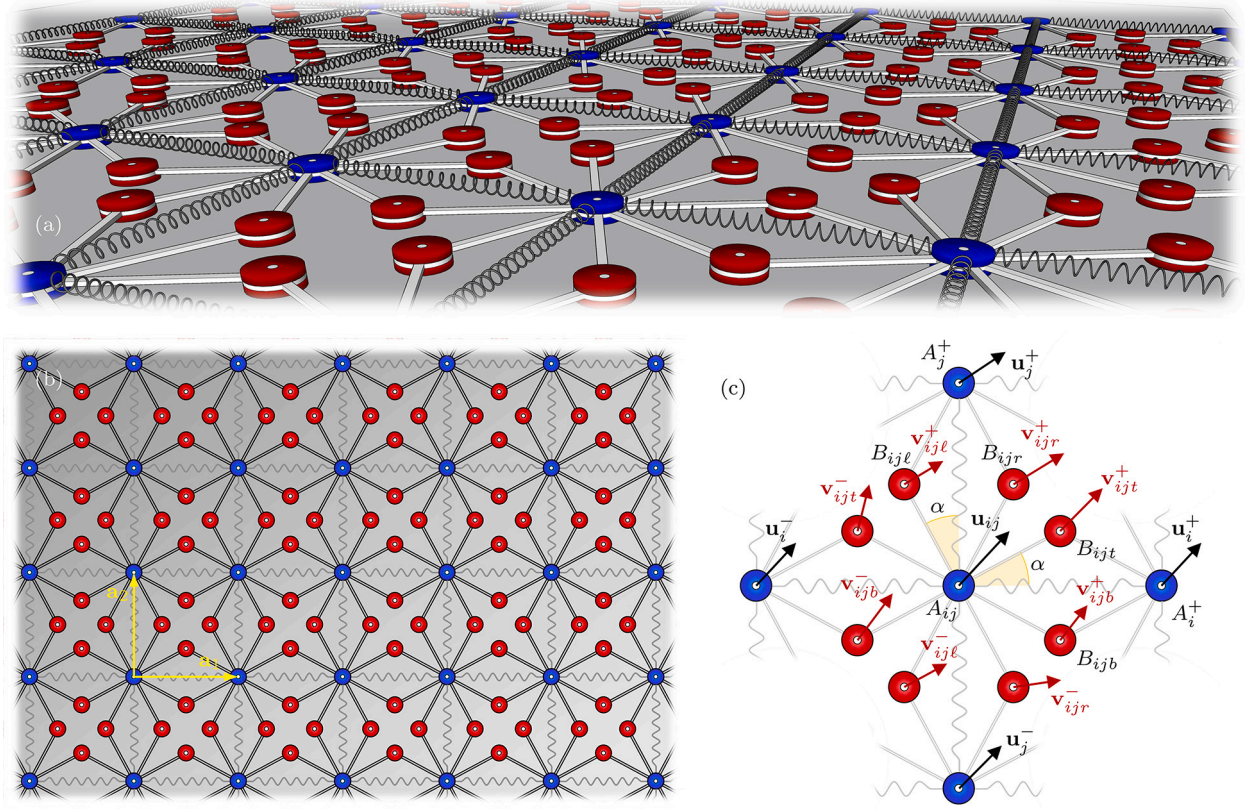 (a)
(b)
a₂
a₁
(c)
A⁺ⱼ
u⁺ⱼ
v⁺ᵢⱼℓ
v⁺ᵢⱼᵣ
Bᵢⱼℓ
Bᵢⱼᵣ
v⁻ᵢⱼₜ
v⁺ᵢⱼₜ
α
uᵢⱼ
u⁻ᵢ
u⁺ᵢ
Bᵢⱼₜ
α
v⁻ᵢⱼb
v⁺ᵢⱼb
Aᵢⱼ
A⁺ᵢ
v⁻ᵢⱼℓ
Bᵢⱼb
v⁻ᵢⱼᵣ
u⁻ⱼ